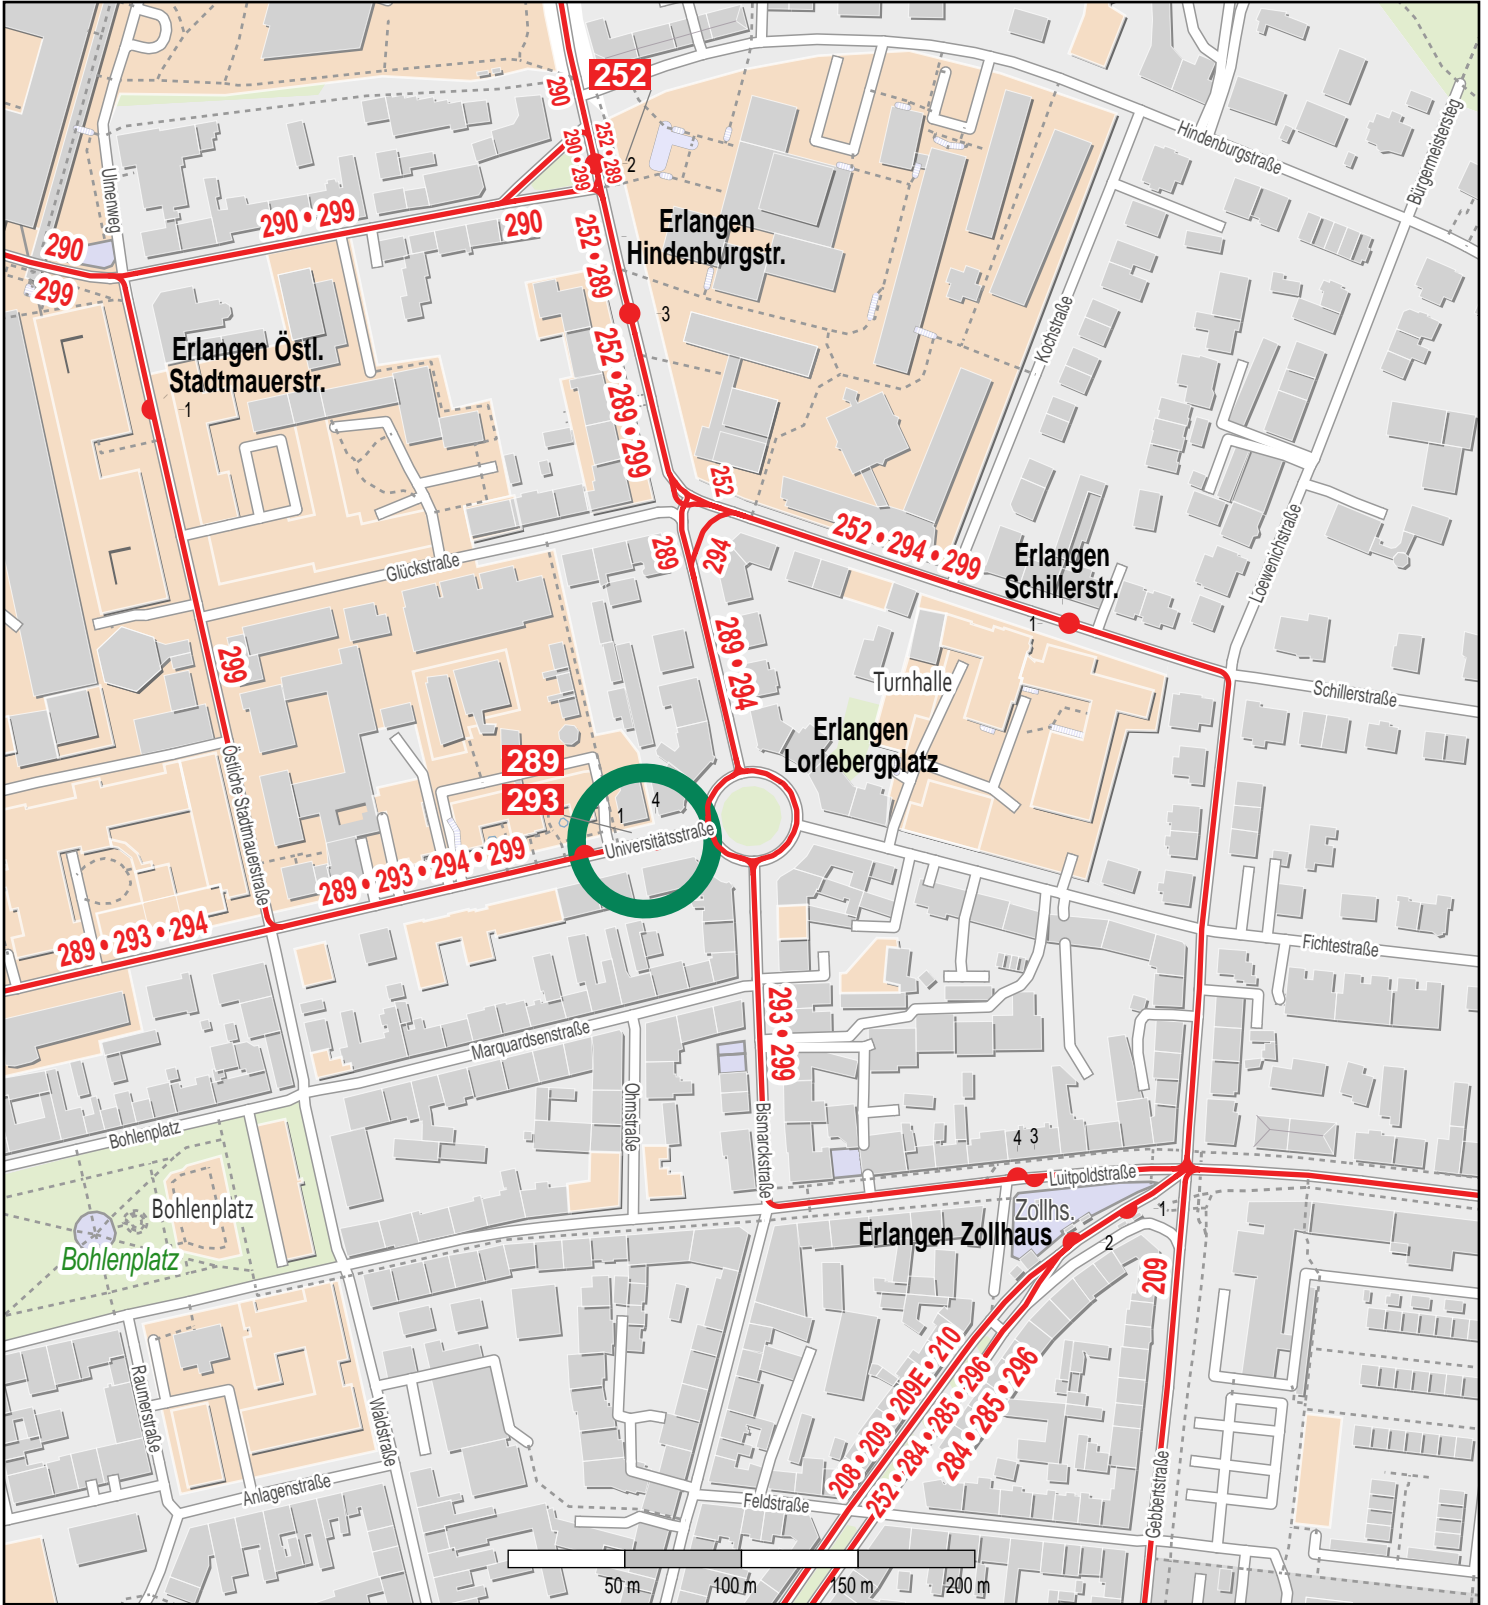 252
290
290 • 299
252 • 289
2
Ulmenweg
290 • 299
290
252 • 289
Erlangen
Hindenburgstr.
Hindenburgstraße
Bürgermeistersteg
290
299
3
Kochstraße
Erlangen Östl.
Stadtmauerstr.
1
252 • 289 • 299
252
289
294
252 • 294 • 299
Erlangen
Schillerstr.
1
Loewenichstraße
Glückstraße
299
289 • 294
Turnhalle
Schillerstraße
Erlangen
Lorlebergplatz
289
293
1
4
Universitätsstraße
Östliche Stadtmauerstraße
289 • 293 • 294 • 299
289 • 293 • 294
Fichtestraße
293 • 299
Marquardsenstraße
Ohmstraße
Bismarckstraße
Bohlenplatz
4 3
Luitpoldstraße
Zollhs.
Erlangen Zollhaus
1
2
Bohlenplatz
Bohlenplatz
209
208 • 209 • 209E • 210
252 • 284 • 285 • 296
284 • 285 • 296
Raumerstraße
Waldstraße
Anlagenstraße
Feldstraße
Gebbertstraße
50 m
100 m
150 m
200 m